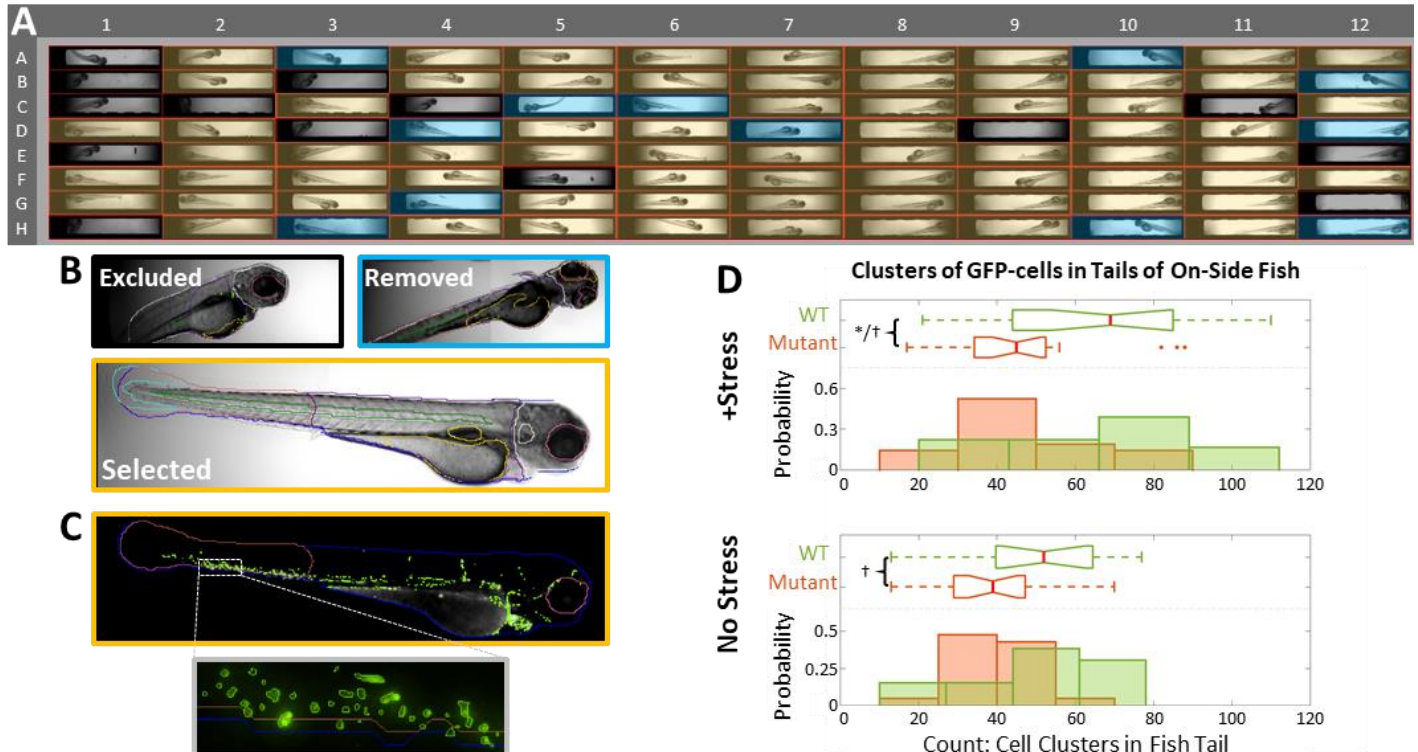 A
1 2 3 4 5 6 7 8 9 10 11 12
A
B
C
D
E
F
G
H
B
Excluded
Removed
Selected
C
D
Clusters of GFP-cells in Tails of On-Side Fish
+Stress
WT
*/†
Mutant
Probability
0.6
0.3
0
0 20 40 60 80 100 120
No Stress
WT
†
Mutant
Probability
0.5
0.25
0
0 20 40 60 80 100 120
Count: Cell Clusters in Fish Tail